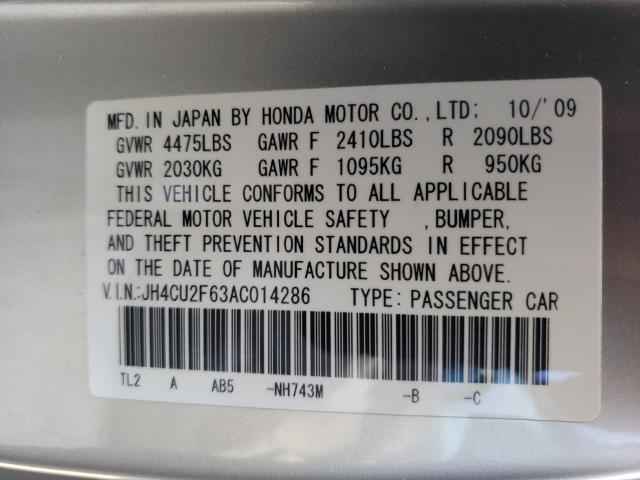 MFD. IN JAPAN BY HONDA MOTOR CO.,LTD; 10/'09
GVWR 4475LBS GAWR F 2410LBS R 2090LBS
GVWR 2030KG GAWR F 1095KG R 950KG
THIS VEHICLE CONFORMS TO ALL APPLICABLE
FEDERAL MOTOR VEHICLE SAFETY ,BUMPER,
AND THEFT PREVENTION STANDARDS IN EFFECT
ON THE DATE OF MANUFACTURE SHOWN ABOVE.
V.I.N.:JH4CU2F63AC014286 TYPE: PASSENGER CAR
TL2 A AB5 -NH743M -B -C